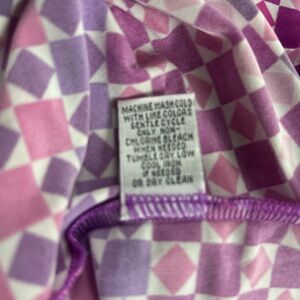 MACHINE WASH COLD
WITH LIKE COLORS
GENTLE CYCLE
ONLY NON-
CHLORINE BLEACH
WHEN NEEDED
TUMBLE DRY LOW
COOL IRON
IF NEEDED
OR DRY CLEAN